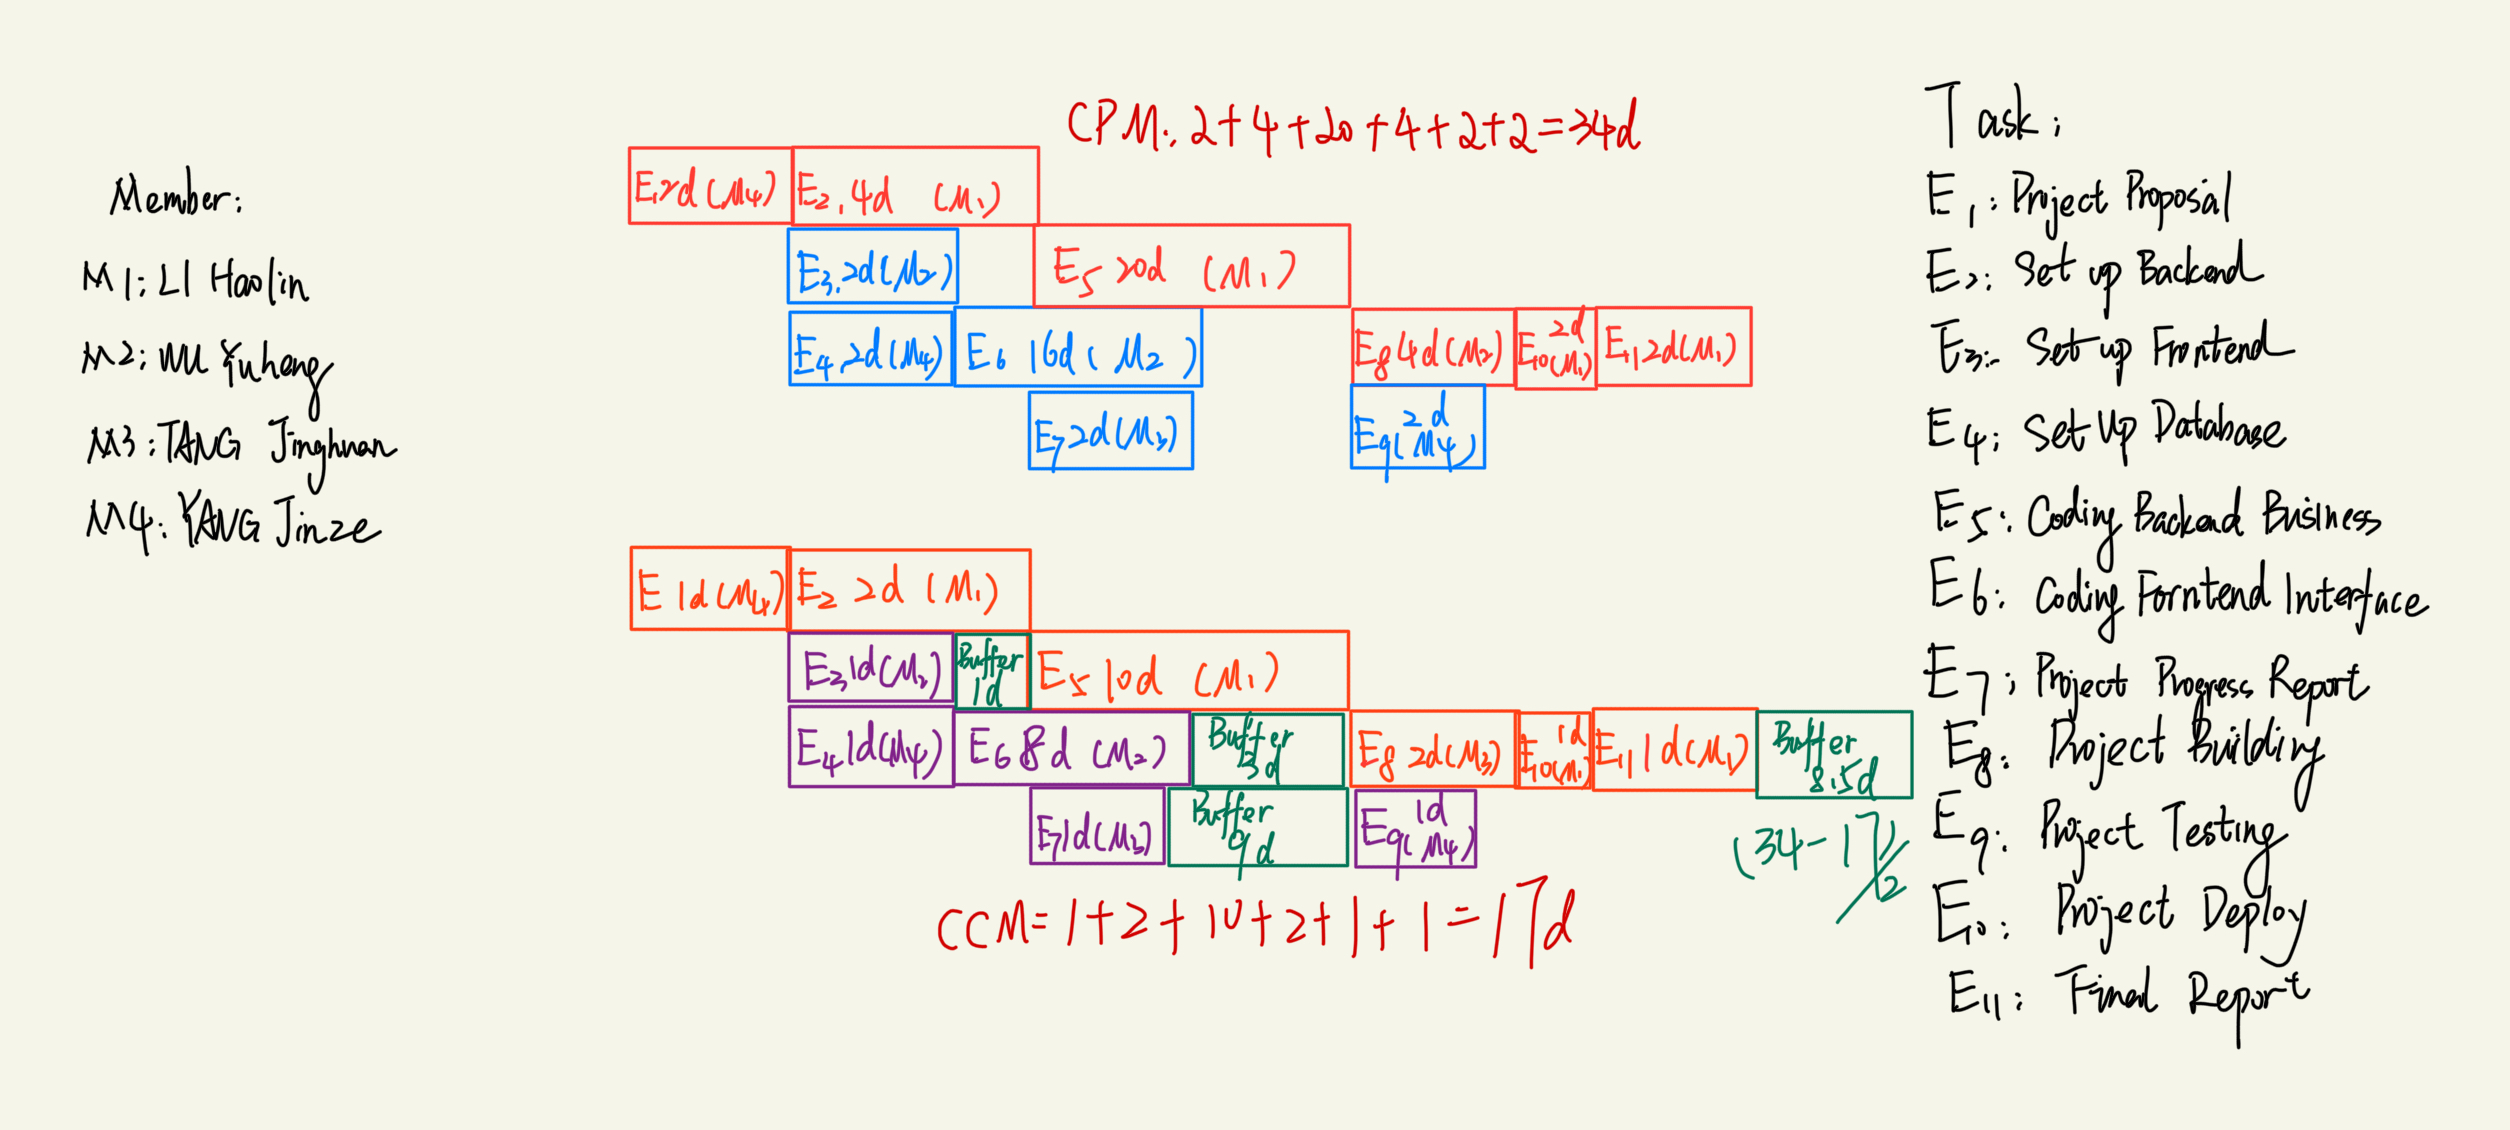 Member:
M1: LI Haolin
M2: WU Yuheng
M3: TANG Jinghnan
M4: YANG Jinze
CPM: 2+4+20+4+2+2=34d
E1 2d (M4)
E2, 4d (M1)
E3, 2d (M2)
E5 20d (M1)
E4, 2d (M4)
E6 16d (M2)
E8 4d (M3)
E10 2d (M1)
E11 2d (M1)
E7 2d (M3)
E9 2d (M4)
E 1d (M4)
E2 2d (M1)
E3 1d (M2)
Buffer 1d
E5 10d (M1)
E4 1d (M4)
E6 8d (M2)
Buffer 3d
E8 2d (M3)
E10 1d (M1)
E11 1d (M1)
Buffer 8.5d
E7 1d (M3)
Buffer 9d
E9 1d (M4)
(34-17)/2
CCM=1+2+10+2+1+1=17d
Task:
E1: Project Proposal
E2: Set up Backend
E3: Set up Frontend
E4: Set Up Database
E5: Coding Backend Business
E6: Coding Forntend Interface
E7: Project Progress Report
E8: Project Building
E9: Project Testing
E10: Project Deploy
E11: Final Report